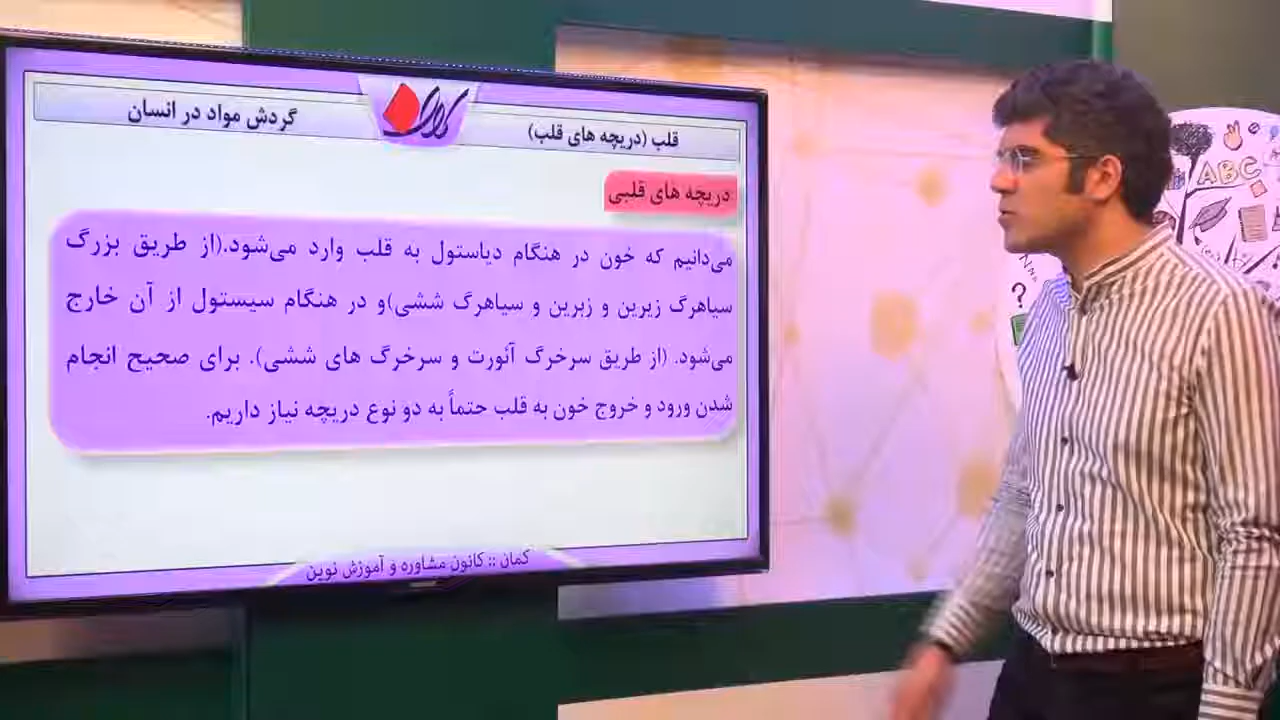 قلب (دریچه های قلب)
گردش مواد در انسان
کمان
دریچه های قلبی
می‌دانیم که خون در هنگام دیاستول به قلب وارد می‌شود.(از طریق بزرگ
سیاهرگ زیرین و زبرین و سیاهرگ ششی)و در هنگام سیستول از آن خارج
می‌شود. (از طریق سرخرگ آئورت و سرخرگ های ششی). برای صحیح انجام
شدن ورود و خروج خون به قلب حتماً به دو نوع دریچه نیاز داریم.
کمان :: کانون مشاوره و آموزش نوین
ABC
?